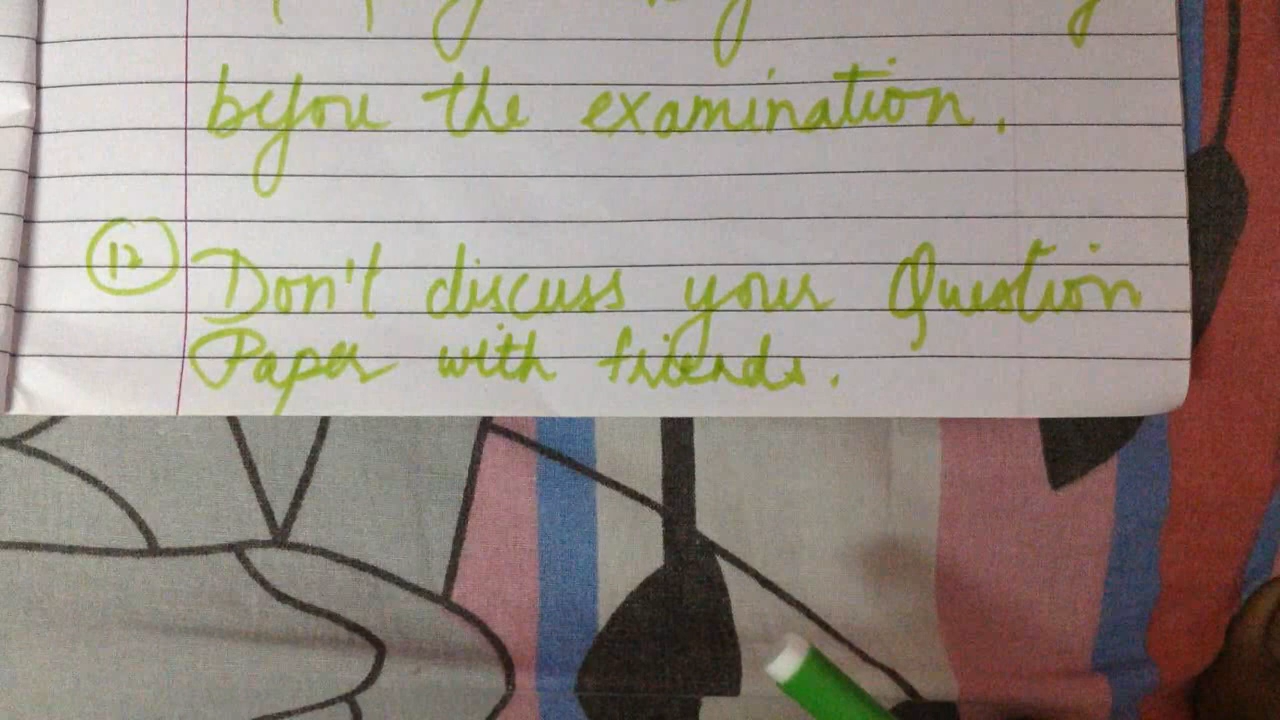 before the examination.
12 Don't discuss your Question
Paper with friends.